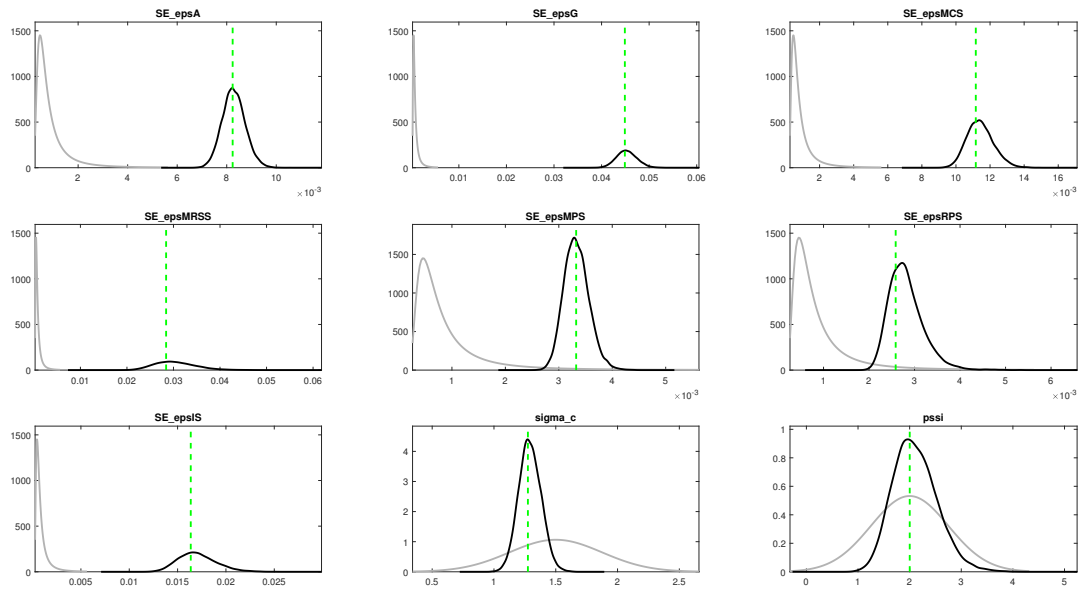 SE_epsA
1500
1000
500
0
2 4 6 8 10
×10-3
SE_epsG
1500
1000
500
0
0.01 0.02 0.03 0.04 0.05 0.06
SE_epsMCS
1500
1000
500
0
2 4 6 8 10 12 14 16
×10-3
SE_epsMRSS
1500
1000
500
0
0.01 0.02 0.03 0.04 0.05 0.06
SE_epsMPS
1500
1000
500
0
1 2 3 4 5
×10-3
SE_epsRPS
1500
1000
500
0
1 2 3 4 5 6
×10-3
SE_epsIS
1500
1000
500
0
0.005 0.01 0.015 0.02 0.025
sigma_c
4
3
2
1
0
0.5 1 1.5 2 2.5
pssi
1
0.8
0.6
0.4
0.2
0
0 1 2 3 4 5